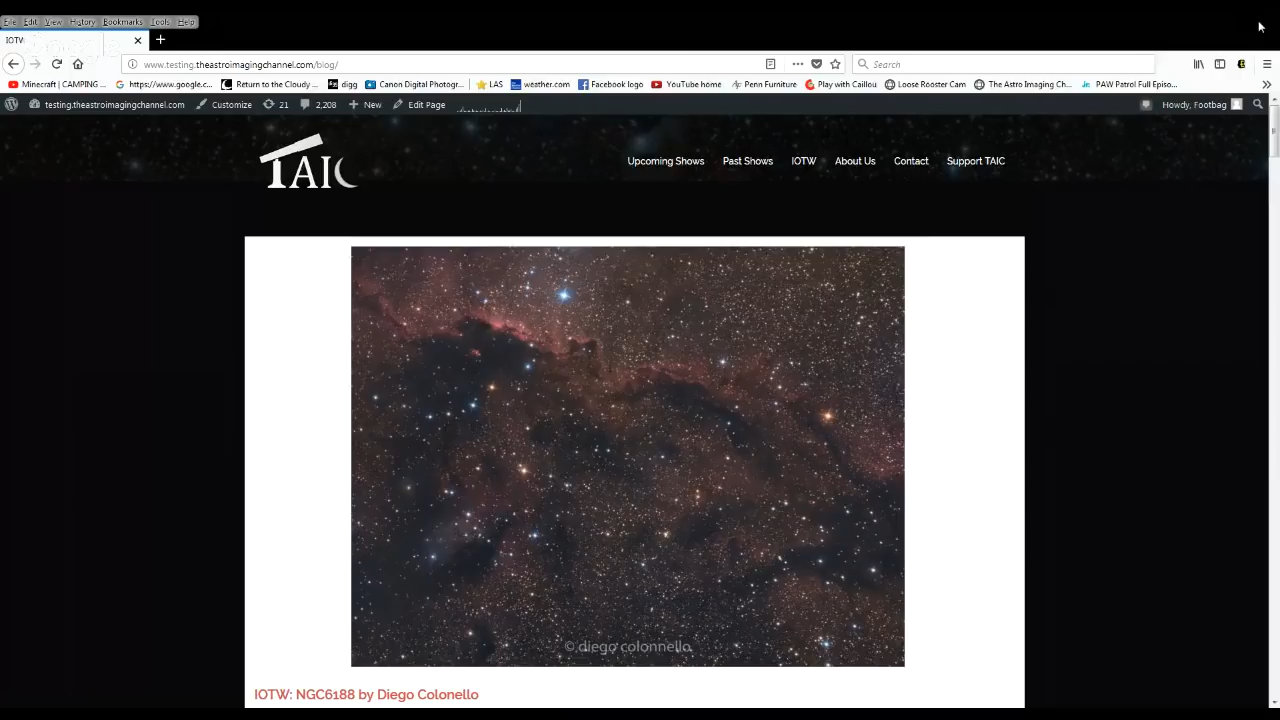 File Edit View History Bookmarks Tools Help
IOTW:
www.testing.theastroimagingchannel.com/blog/
Search
Minecraft | CAMPING ... https://www.google.c... Return to the Cloudy ... digg Canon Digital Photogr... LAS weather.com Facebook logo YouTube home Penn Furniture Play with Caillou Loose Rooster Cam The Astro Imaging Ch... PAW Patrol Full Episo...
testing.theastroimagingchannel.com Customize 21 2,208 New Edit Page Howdy, Footbag
TAIC
Upcoming Shows Past Shows IOTW About Us Contact Support TAIC
© diego colonnello
IOTW: NGC6188 by Diego Colonello